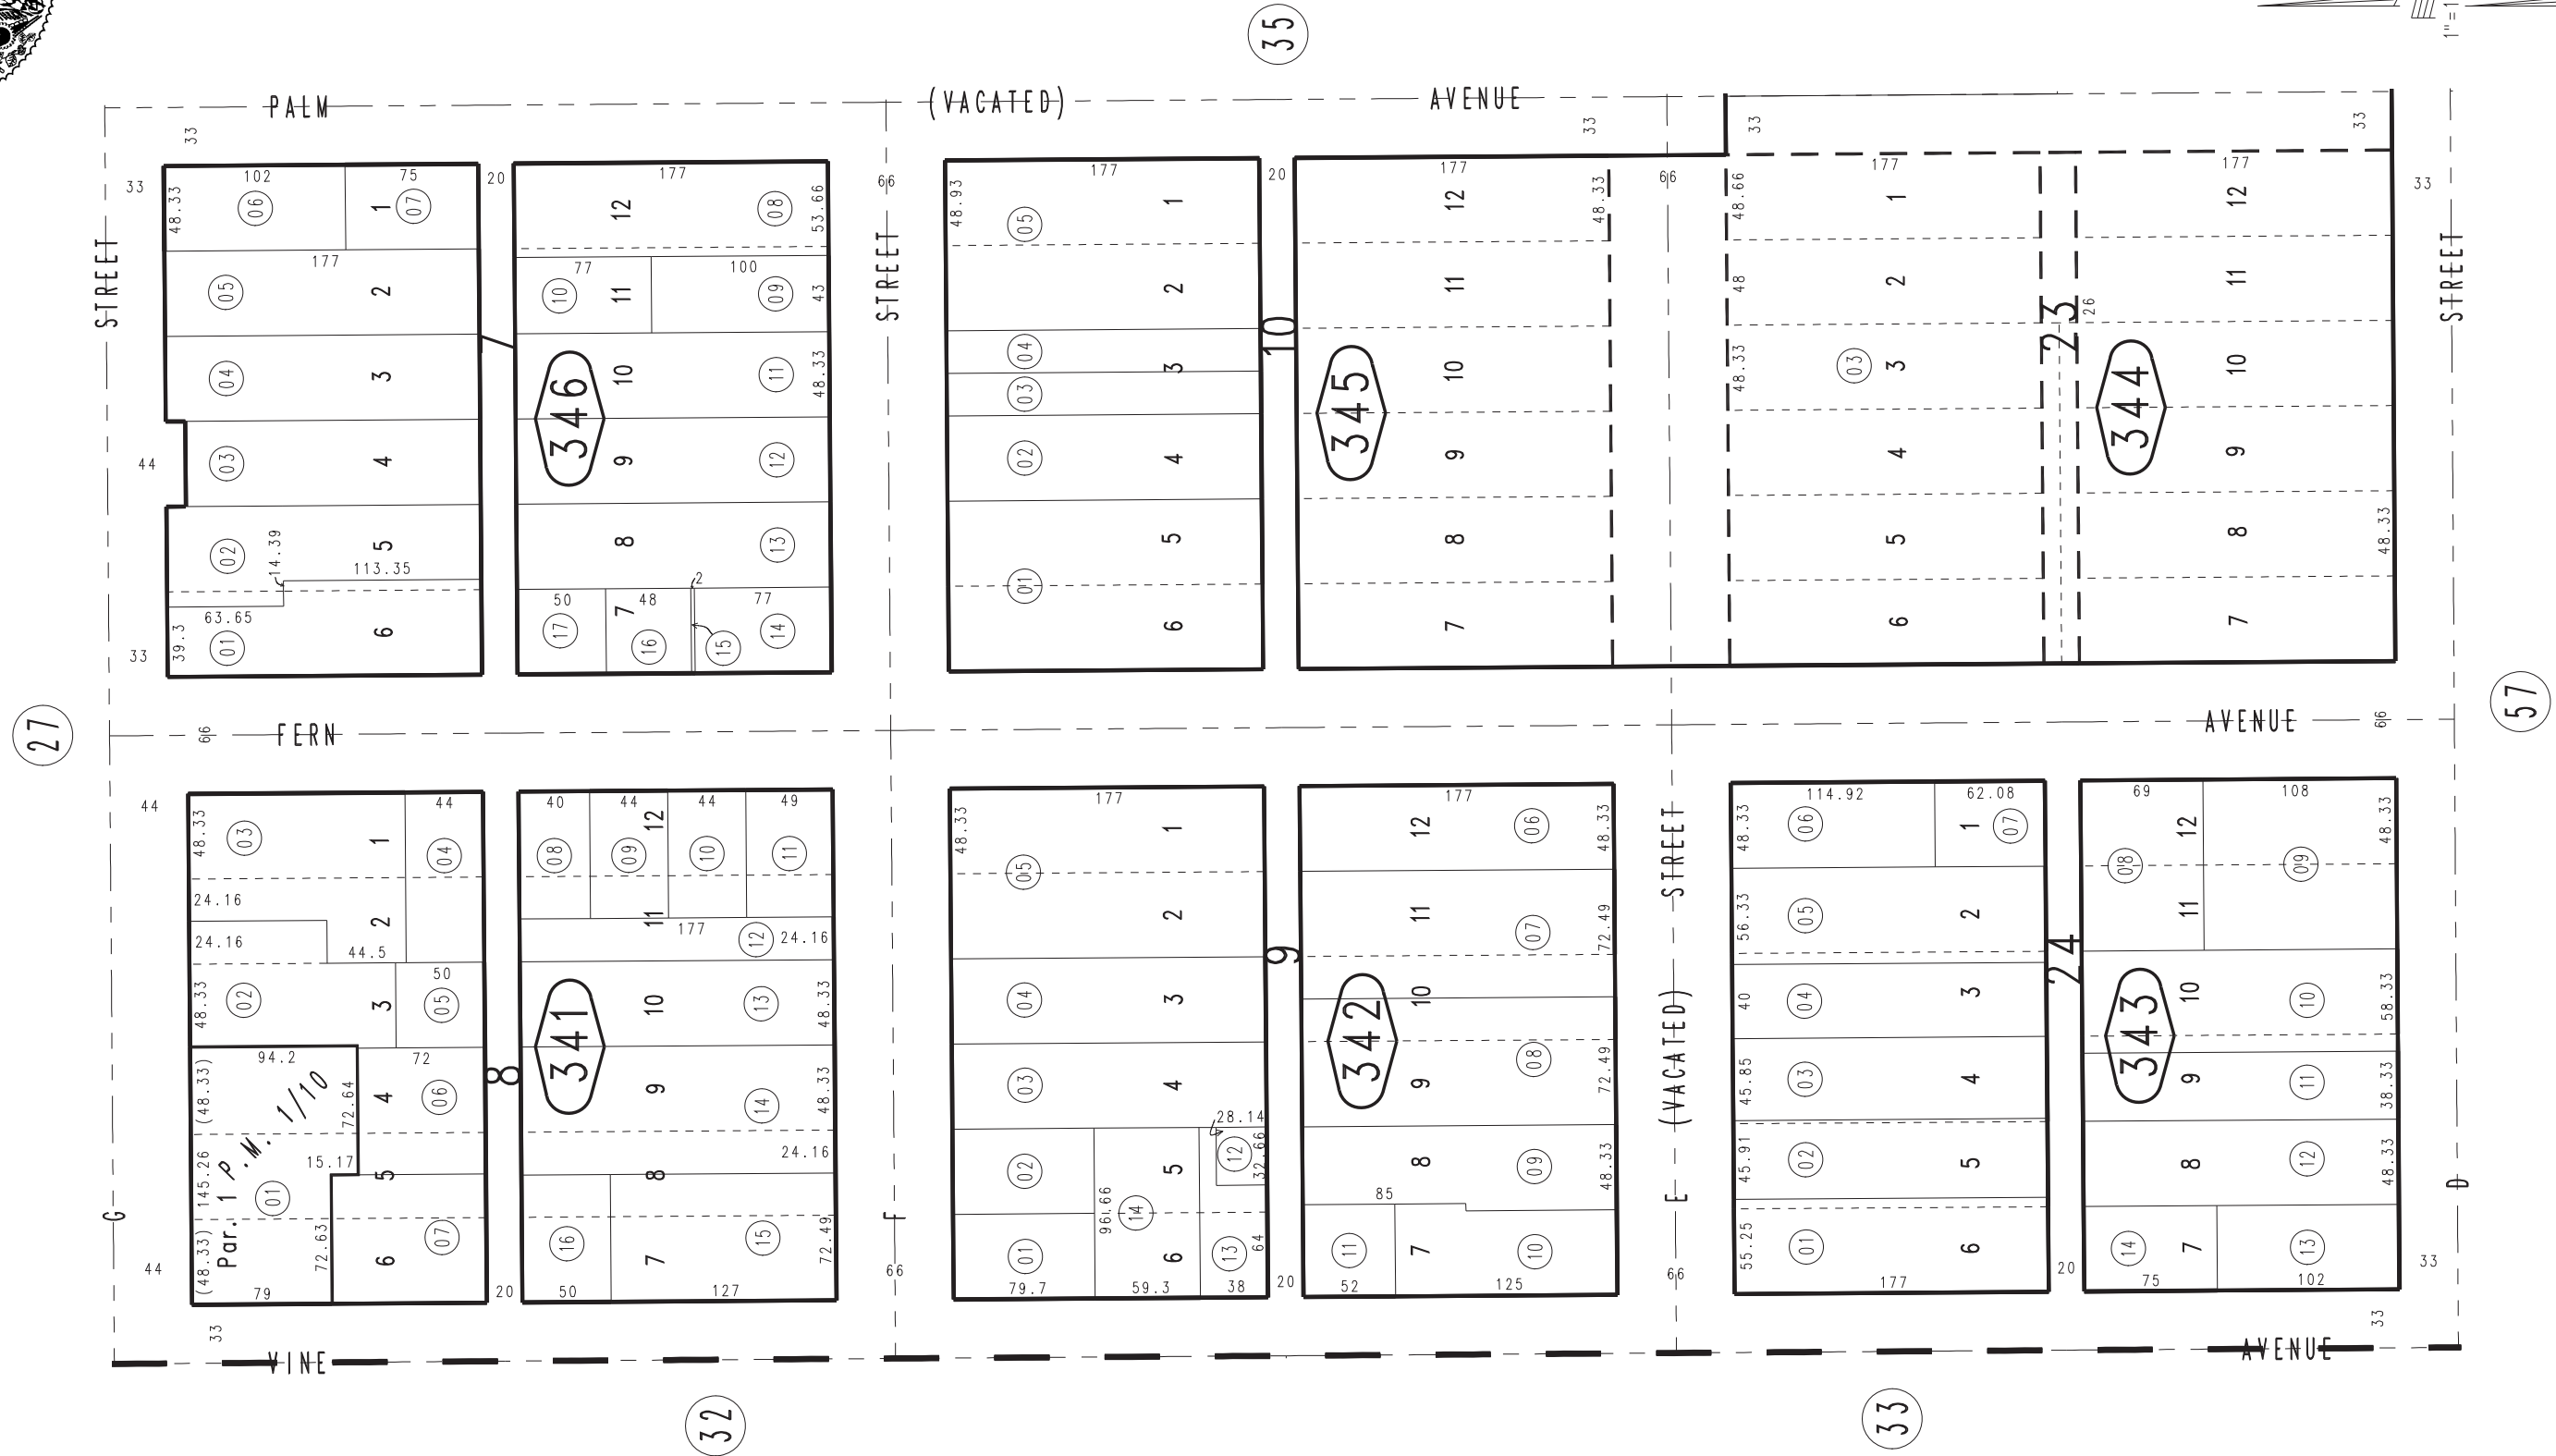 35
1"=1
PALM (VACATED) AVENUE
33 33 33 33
33 102 75 20 177 66 177 20 177 66 177 177 33
48.33 06 1 07 12 08 53.66 48.93 05 1 12 48.33 48.66 1 12
STREET STREET STREET
177 77 100
05 2 10 11 09 43 2 11 48 2 26 11
7 10 23
04 3 346 10 11 48.33 04 03 3 345 10 48.33 03 3 344 10
44 03 4 9 12 02 4 9 4 9
02 14.39 5 8 13 5 8 5 8 48.33
113.35 2 01
63.65 50 48 77
39.3 01 6 17 7 16 15 14 6 7 6 7
33
27 57
66 FERN AVENUE 66
44 44 40 44 44 49 177 177 114.92 62.08 69 108
48.33 03 1 04 08 09 12 10 11 48.33 1 12 06 48.33 STREET 48.33 06 1 07 12 48.33
05 08 09
24.16 2 11 177 12 24.16 2 11 07 72.49 56.33 05 2 11
24.16 44.5 9 24
48.33 02 3 50 05 10 13 48.33 04 3 10 40 04 3 10 10 58.33
341 342 (VACATED) 343
94.2 72 8
(48.33) 72.64 4 06 9 14 48.33 03 4 9 08 72.49 45.85 03 4 9 11 38.33
Par. 1 P.M. 1/10
28.14
145.26 15.17 5 8 24.16 02 5 12 32.66 8 09 48.33 45.91 02 5 8 12 48.33
01 96.66 14 85
G F E D
(48.33) 72.63 6 07 16 7 15 72.49 01 6 13 64 11 7 10 55.25 01 6 14 7 13
44 66 66 33
79 20 50 127 79.7 59.3 38 20 52 125 177 20 75 102
33 33
VINE AVENUE
32 33